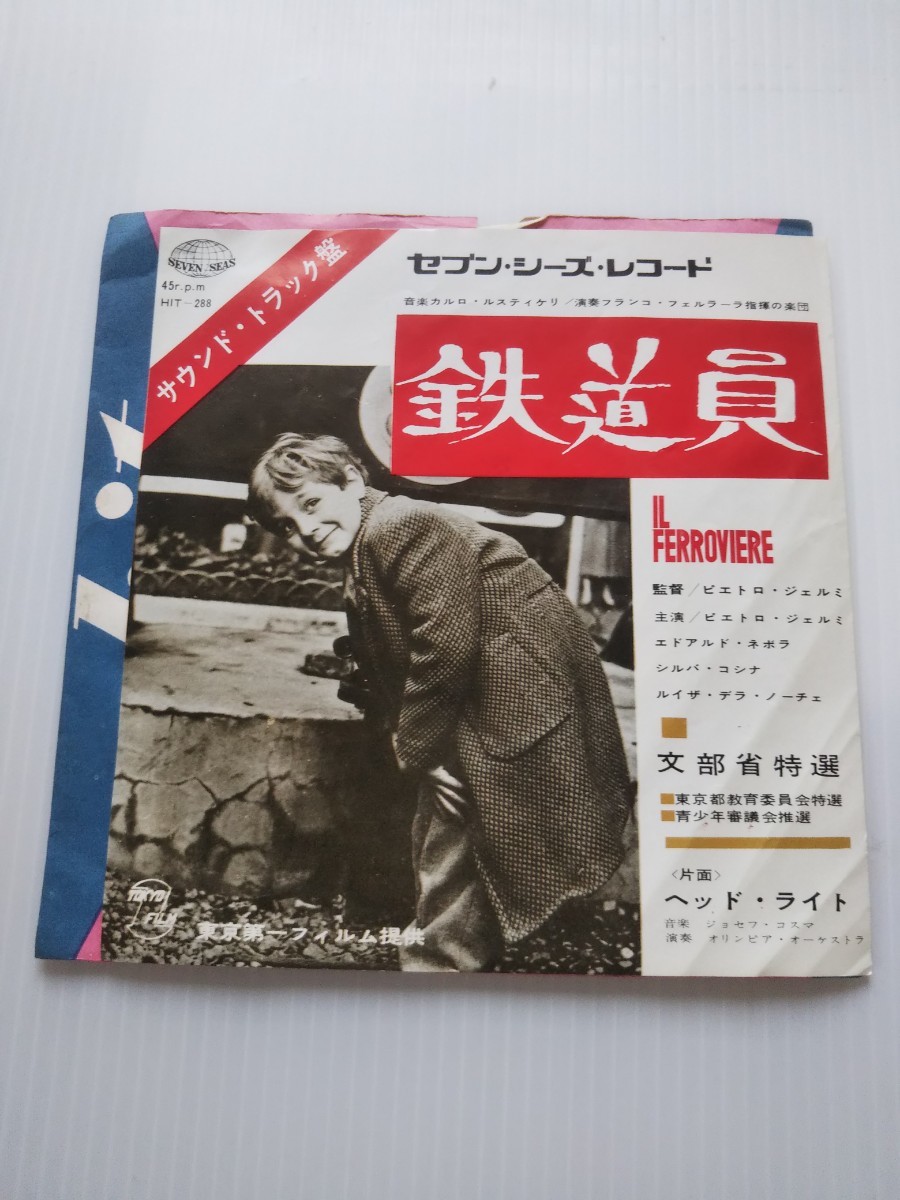 SEVEN SEAS
45r.p.m
HIT-288
サウンド・トラック盤
セブン・シーズ・レコード
音楽カルロ・ルスティケリ/演奏フランコ・フェルラーラ指揮の楽団
鉄道員
IL
FERROVIERE
監督/ピエトロ・ジェルミ
主演/ピエトロ・ジェルミ
エドアルド・ネボラ
シルバ・コシナ
ルイザ・デラ・ノーチェ
文部省特選
東京都教育委員会特選
青少年審議会推選
〈片面〉
ヘッド・ライト
音楽 ジョセフ・コスマ
演奏 オリンピア・オーケストラ
TOKYO
FILM
東京第一フィルム提供